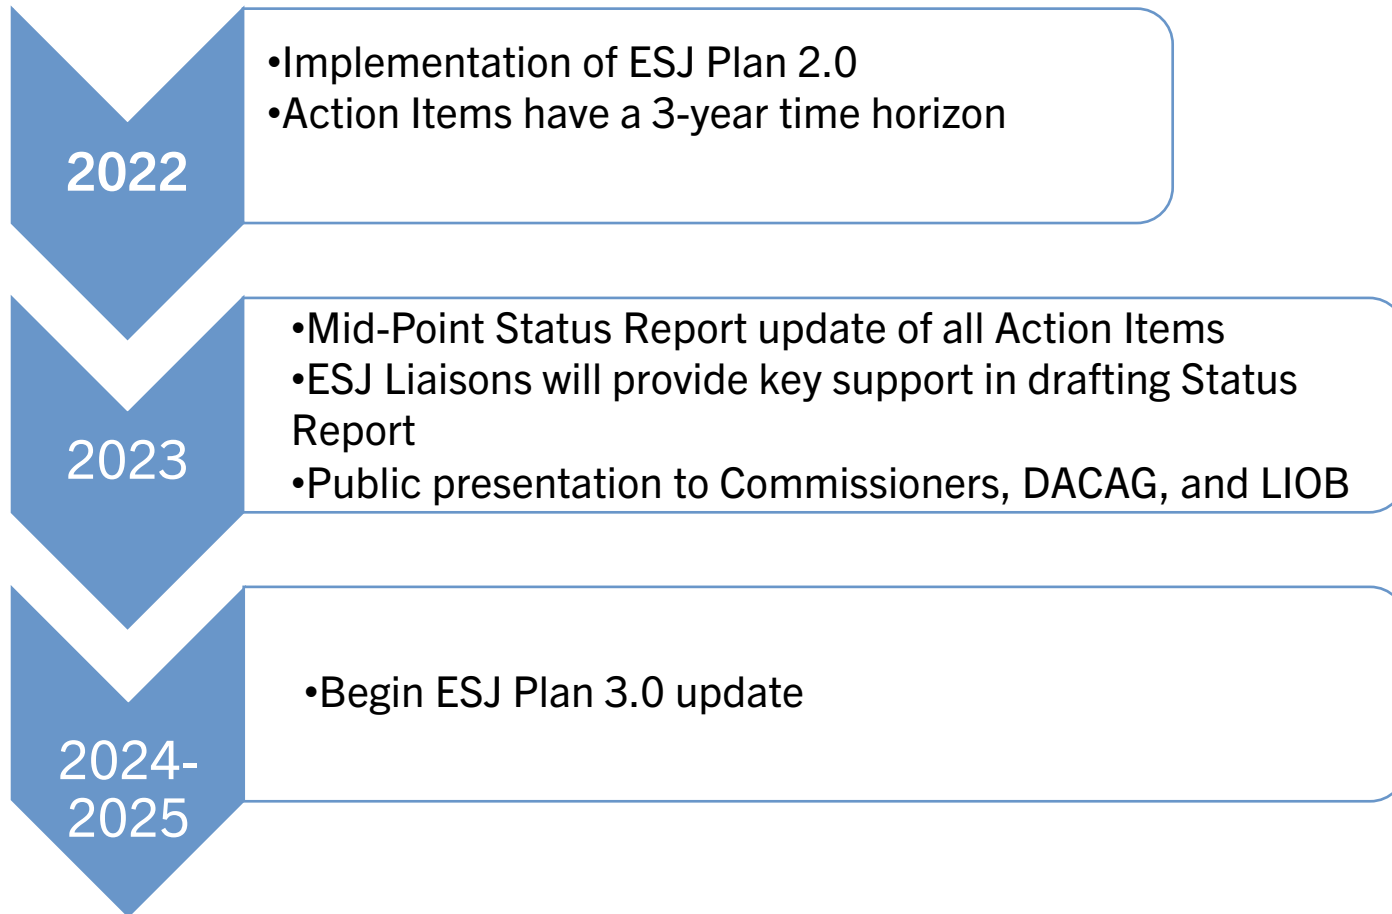 2022
•Implementation of ESJ Plan 2.0
•Action Items have a 3-year time horizon
2023
•Mid-Point Status Report update of all Action Items
•ESJ Liaisons will provide key support in drafting Status
Report
•Public presentation to Commissioners, DACAG, and LIOB
2024-
2025
•Begin ESJ Plan 3.0 update